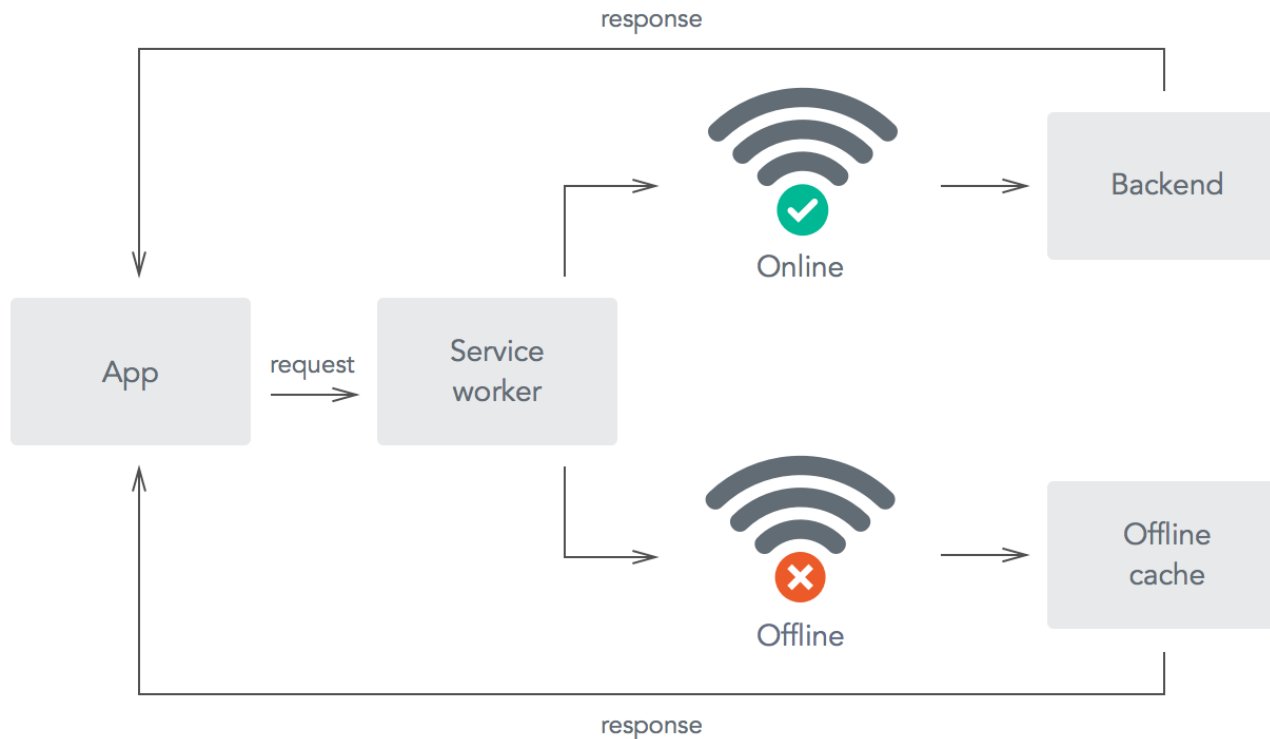 response
Backend
Online
App
request
Service
worker
Offline
cache
Offline
response